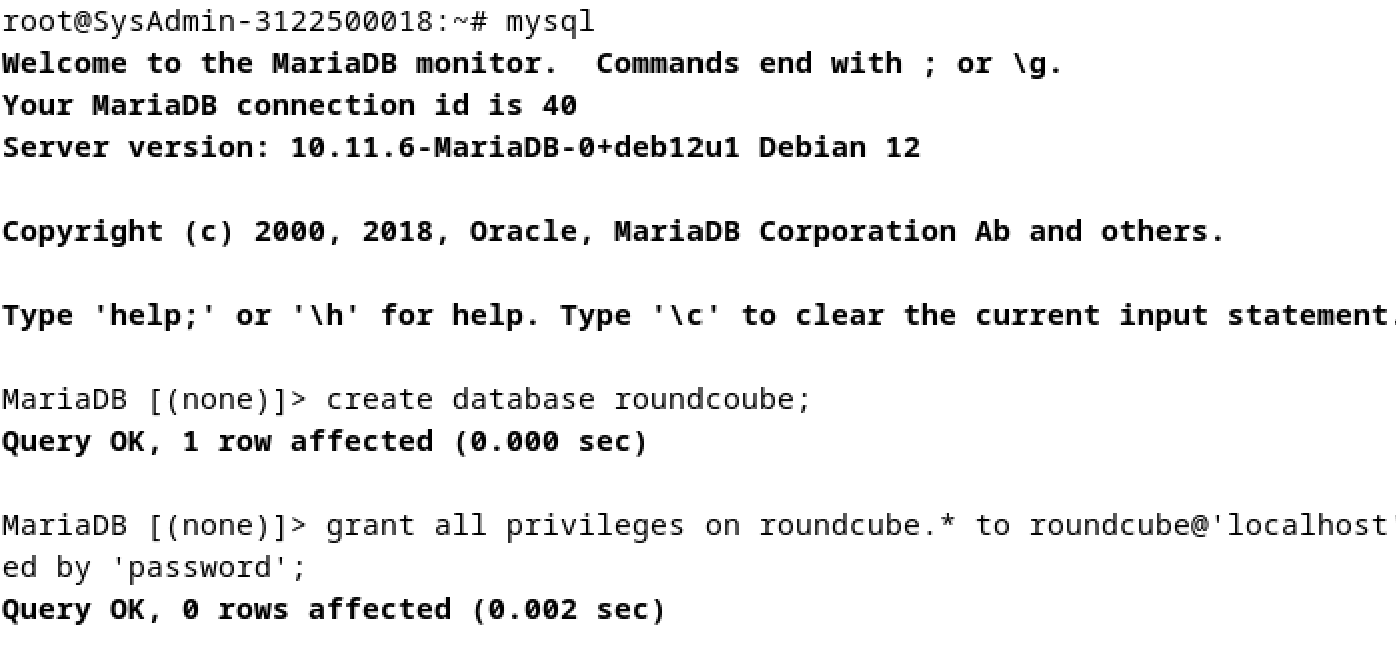 root@SysAdmin-3122500018:~# mysql
Welcome to the MariaDB monitor.  Commands end with ; or \g.
Your MariaDB connection id is 40
Server version: 10.11.6-MariaDB-0+deb12u1 Debian 12
Copyright (c) 2000, 2018, Oracle, MariaDB Corporation Ab and others.
Type 'help;' or '\h' for help. Type '\c' to clear the current input statement.
MariaDB [(none)]> create database roundcoube;
Query OK, 1 row affected (0.000 sec)
MariaDB [(none)]> grant all privileges on roundcube.* to roundcube@'localhost'
ed by 'password';
Query OK, 0 rows affected (0.002 sec)